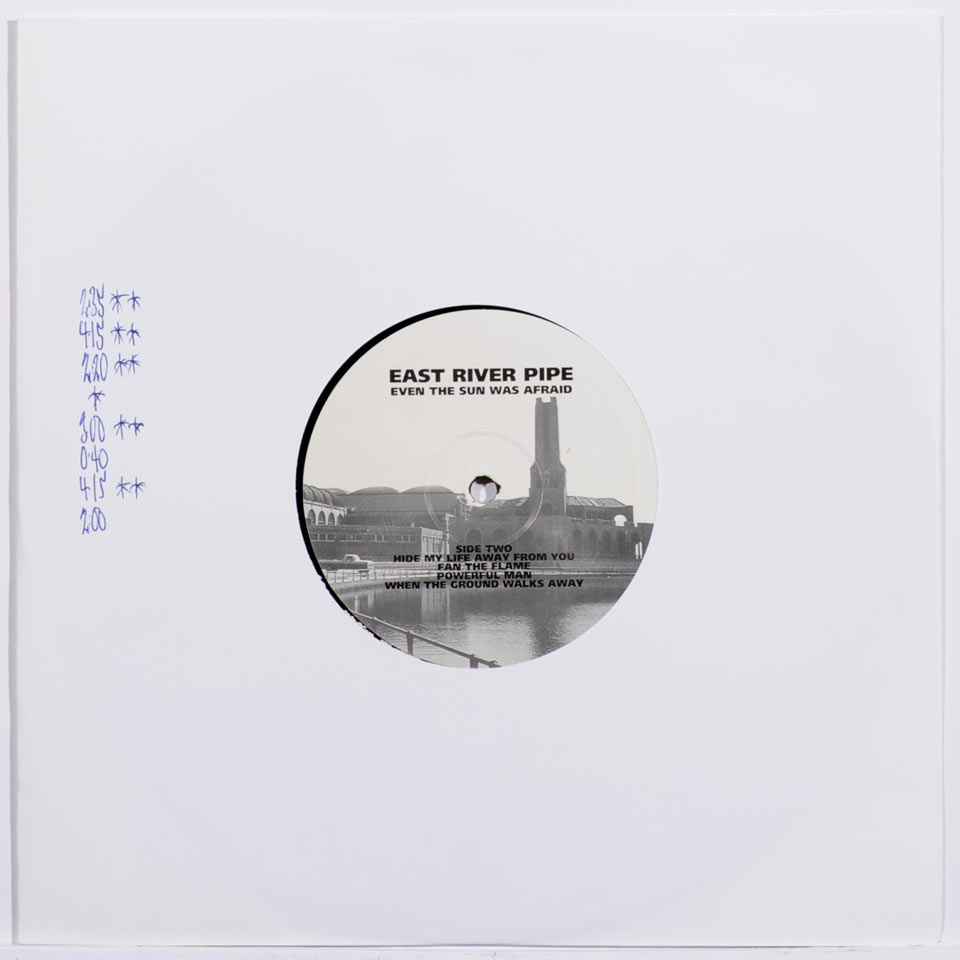 2:35 **
4:15 **
2:20 **
*
3:00 **
0:40
4:15 **
2:00
EAST RIVER PIPE
EVEN THE SUN WAS AFRAID
SIDE TWO
HIDE MY LIFE AWAY FROM YOU
FAN THE FLAME
POWERFUL MAN
WHEN THE GROUND WALKS AWAY